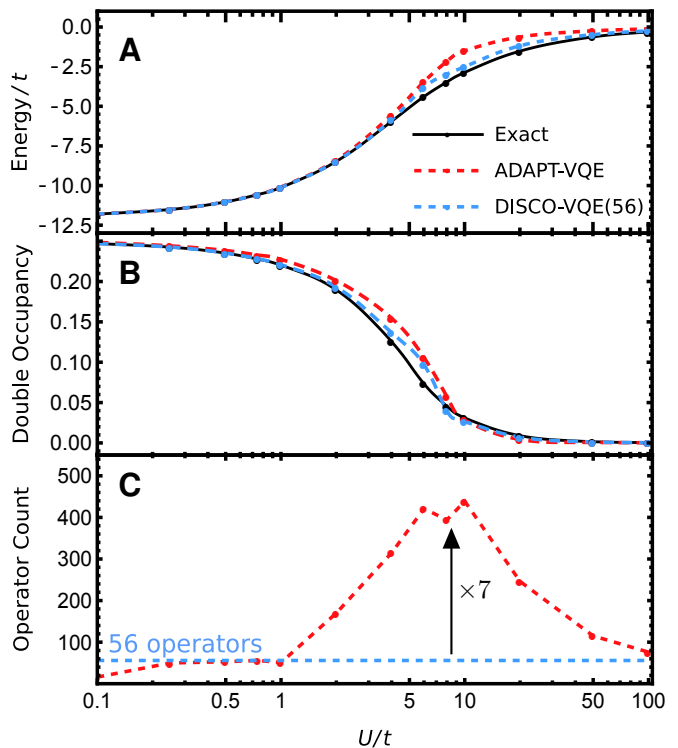 A
Energy/t
0.0
-2.5
-5.0
-7.5
-10.0
-12.5
Exact
ADAPT-VQE
DISCO-VQE(56)
B
Double Occupancy
0.20
0.15
0.10
0.05
0.00
C
Operator Count
500
400
300
200
100
×7
56 operators
0.1
0.5
1
5
10
50
100
U/t